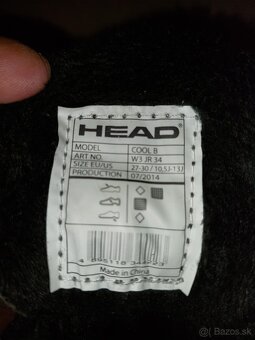 HEAD
MODEL COOL B
ART NO. W3 JR 34
SIZE EU/US. 27-30 / 10,5J-13J
PRODUCTION 07/2014
Made in China
Bazos.sk